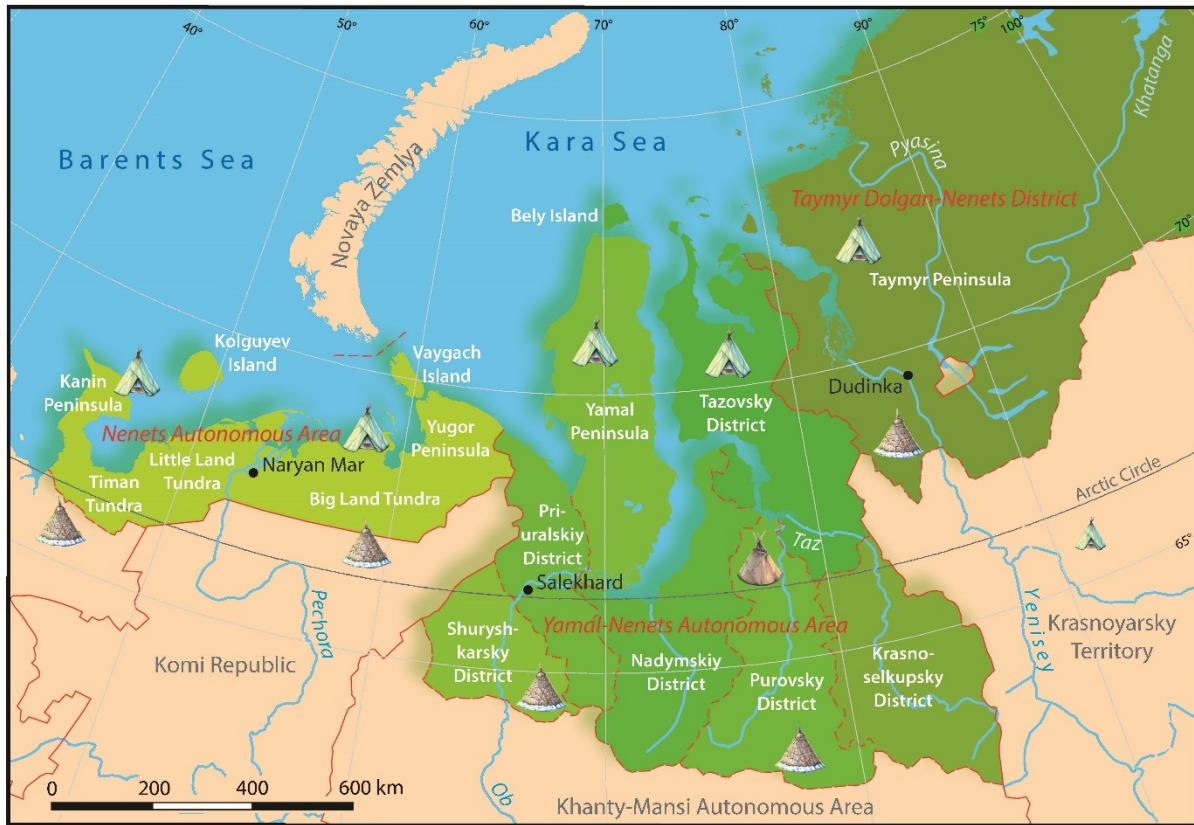 40°
50°
60°
70°
80°
90°
75°
100°
Khatanga
Barents Sea
Kara Sea
Pyasina
Novaya Zemlya
Taymyr Dolgan-Nenets District
Bely Island
70°
Taymyr Peninsula
Kolguyev
Island
Vaygach
Island
Kanin
Peninsula
Dudinka
Yamal
Peninsula
Tazovsky
District
Nenets Autonomous Area
Yugor
Peninsula
Little Land
Tundra
Naryan Mar
Timan
Tundra
Big Land Tundra
Arctic Circle
Pri-
uralskiy
District
Taz
65°
Salekhard
Pechora
Yenisey
Shurysh-
karsky
District
Yamal-Nenets Autonomous Area
Krasnoyarsky
Territory
Komi Republic
Nadymskiy
District
Purovsky
District
Krasno-
selkupsky
District
0 200 400 600 km
Ob
Khanty-Mansi Autonomous Area